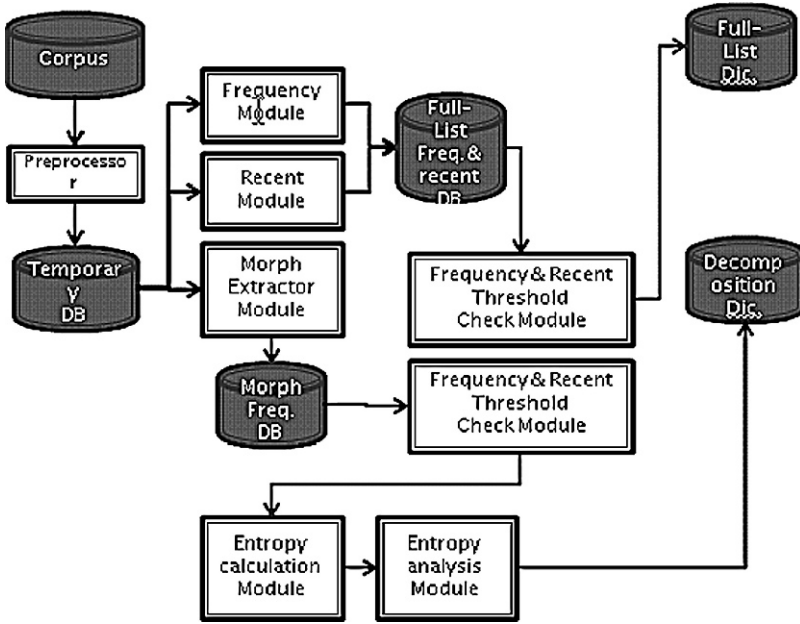 Corpus
Preprocesso
r
Temporar
y
DB
Frequency
Module
Recent
Module
Morph
Extractor
Module
Full-
List
Freq.&
recent
DB
Full-
List
Dic.
Frequency & Recent
Threshold
Check Module
Decomp
osition
Dic.
Morph
Freq.
DB
Frequency & Recent
Threshold
Check Module
Entropy
calculation
Module
Entropy
analysis
Module